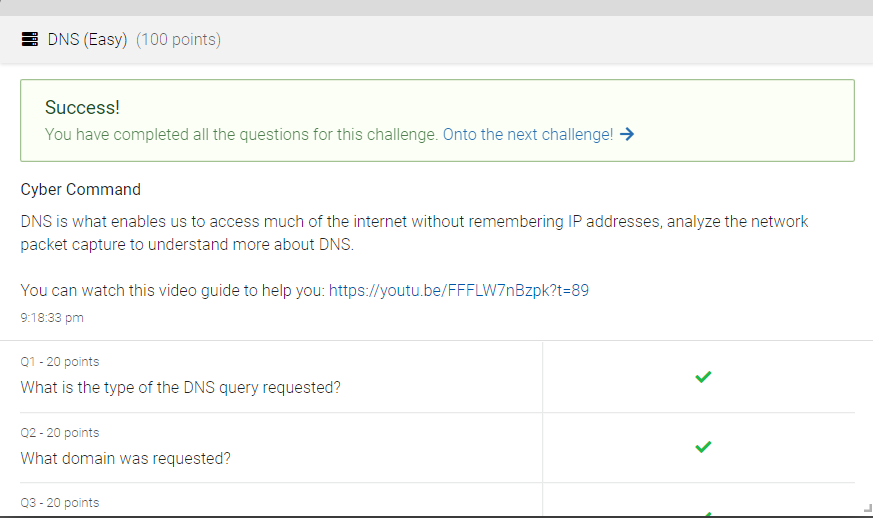 DNS (Easy) (100 points)
Success!
You have completed all the questions for this challenge. Onto the next challenge!
Cyber Command
DNS is what enables us to access much of the internet without remembering IP addresses, analyze the network
packet capture to understand more about DNS.
You can watch this video guide to help you: https://youtu.be/FFFLW7nBzpk?t=89
9:18:33 pm
Q1 - 20 points
What is the type of the DNS query requested?
Q2 - 20 points
What domain was requested?
Q3 - 20 points